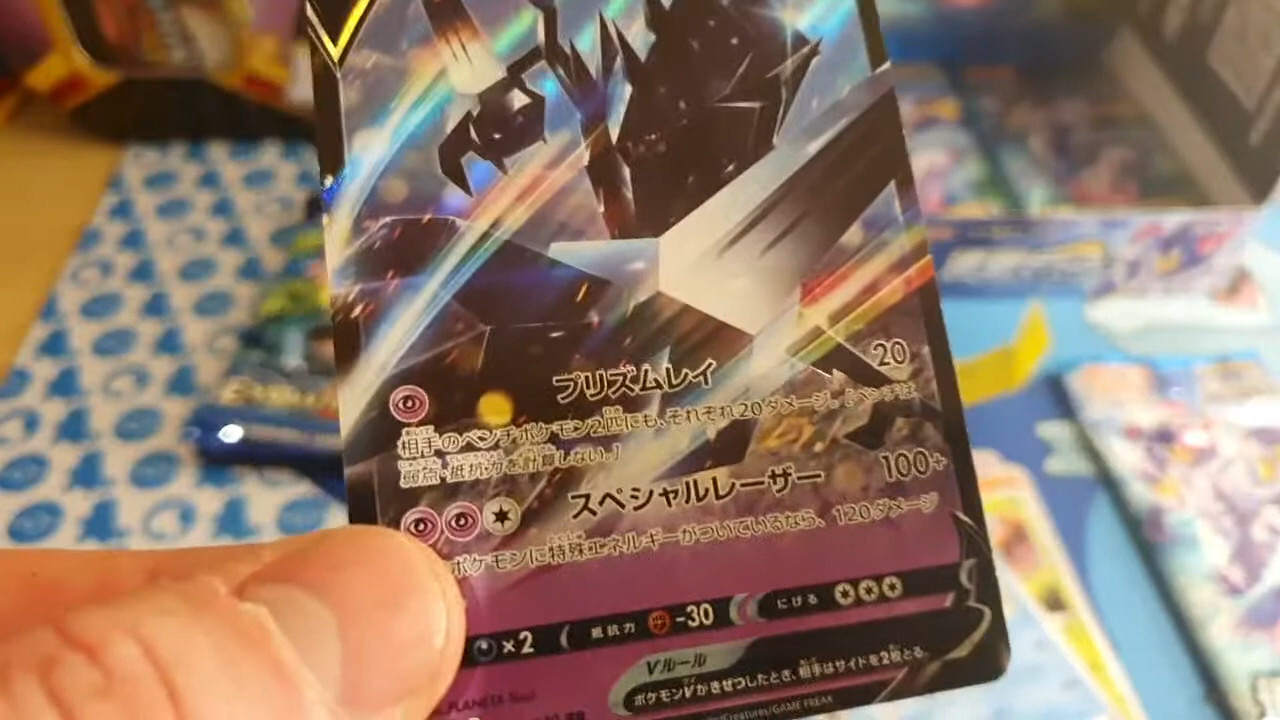 プリズムレイ 20
相手のベンチポケモン2匹にも、それぞれ20ダメージ。[ベンチは
弱点・抵抗力を計算しない。]
スペシャルレーザー 100+
ポケモンに特殊エネルギーがついているなら、120ダメージ
×2 抵抗力 -30 にげる
Vルール
ポケモンVがきぜつしたとき、相手はサイドを2枚とる。
PLANETA
Creatures/GAME FREAK